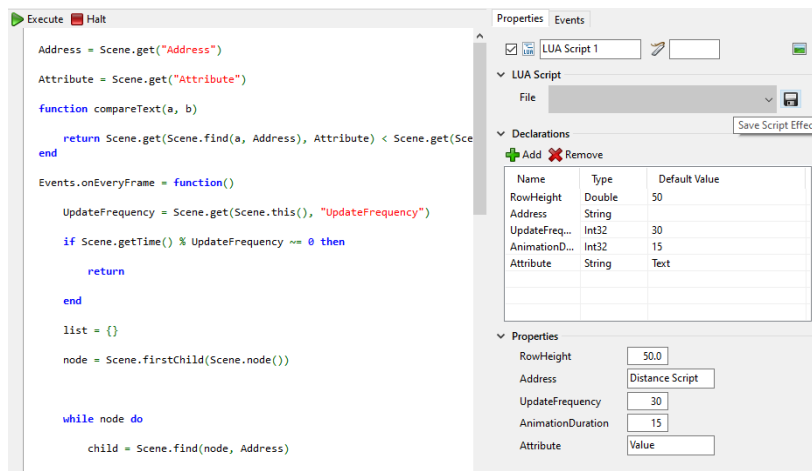 Execute Halt
Address = Scene.get("Address")
Attribute = Scene.get("Attribute")
function compareText(a, b)
return Scene.get(Scene.find(a, Address), Attribute) < Scene.get(Sce
end
Events.onEveryFrame = function()
UpdateFrequency = Scene.get(Scene.this(), "UpdateFrequency")
if Scene.getTime() % UpdateFrequency ~= 0 then
return
end
list = {}
node = Scene.firstChild(Scene.node())
while node do
child = Scene.find(node, Address)
Properties Events
LUA LUA Script 1
LUA Script
File
Save Script Effec
Declarations
Add Remove
Name Type Default Value
RowHeight Double 50
Address String
UpdateFreq... Int32 30
AnimationD... Int32 15
Attribute String Text
Properties
RowHeight 50.0
Address Distance Script
UpdateFrequency 30
AnimationDuration 15
Attribute Value